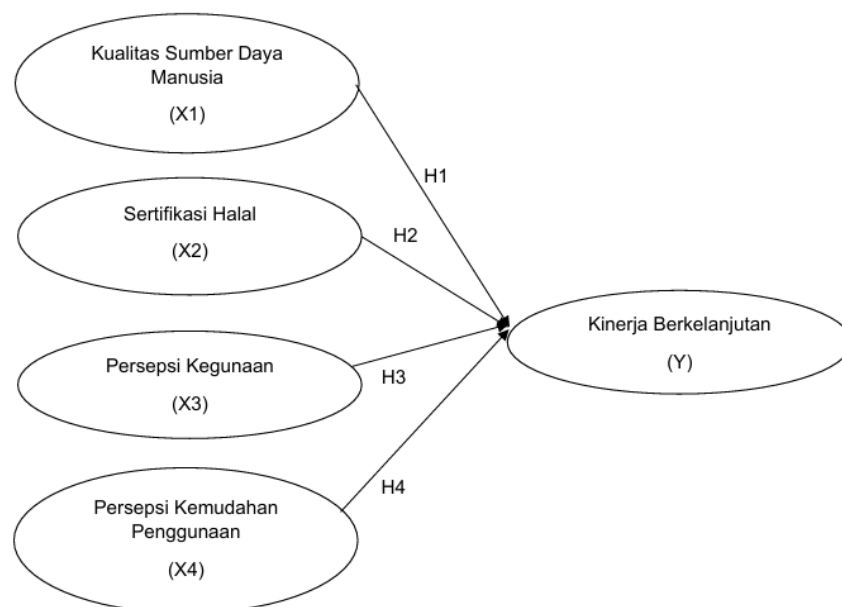 Kualitas Sumber Daya
Manusia
(X1)
H1
Sertifikasi Halal
(X2)
H2
Kinerja Berkelanjutan
(Y)
Persepsi Kegunaan
(X3)
H3
Persepsi Kemudahan
Penggunaan
(X4)
H4